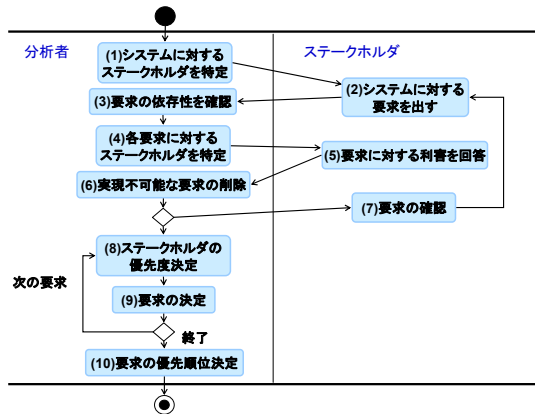 分析者
ステークホルダ
(1)システムに対する
ステークホルダを特定
(2)システムに対する
要求を出す
(3)要求の依存性を確認
(4)各要求に対する
ステークホルダを特定
(5)要求に対する利害を回答
(6)実現不可能な要求の削除
(7)要求の確認
(8)ステークホルダの
優先度決定
次の要求
(9)要求の決定
終了
(10)要求の優先順位決定